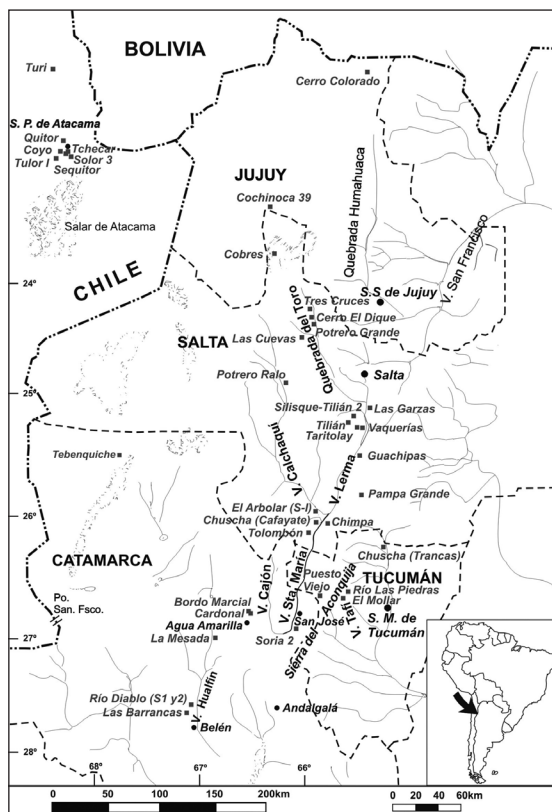 BOLIVIA
Turi
Cerro Colorado
S. P. de Atacama
Quitor
Coyo
Tchecar
Tulor I
Solor 3
Sequitor
JUJUY
Quebrada Humahuaca
Cochinoca 39
Salar de Atacama
V. San Francisco
Cobres
CHILE
24°
Tres Cruces
S.S de Jujuy
Cerro El Dique
Quebrada del Toro
Potrero Grande
SALTA
Las Cuevas
Potrero Ralo
Salta
25°
Silisque-Tilián 2
Las Garzas
Tilián
Vaquerías
Taritolay
V. Calchaquí
V. Lerma
Tebenquiche
Guachipas
Pampa Grande
26°
El Arbolar (S-I)
Chuscha (Cafayate)
Chimpa
Tolombón
CATAMARCA
Chuscha (Trancas)
V. Cajón
V. Sta. María
Puesto
Viejo
TUCUMÁN
Po.
San. Fsco.
Bordo Marcial
Cardonal
Río Las Piedras
El Mollar
V. Tafí
Agua Amarilla
San José
S. M. de
Tucumán
27°
La Mesada
Soria 2
Sierra del Aconquija
Río Diablo (S1 y2)
Las Barrancas
V. Hualfín
Andalgalá
Belén
28°
68°
67°
66°
0
50
100
150
200km
0
20
40
60km